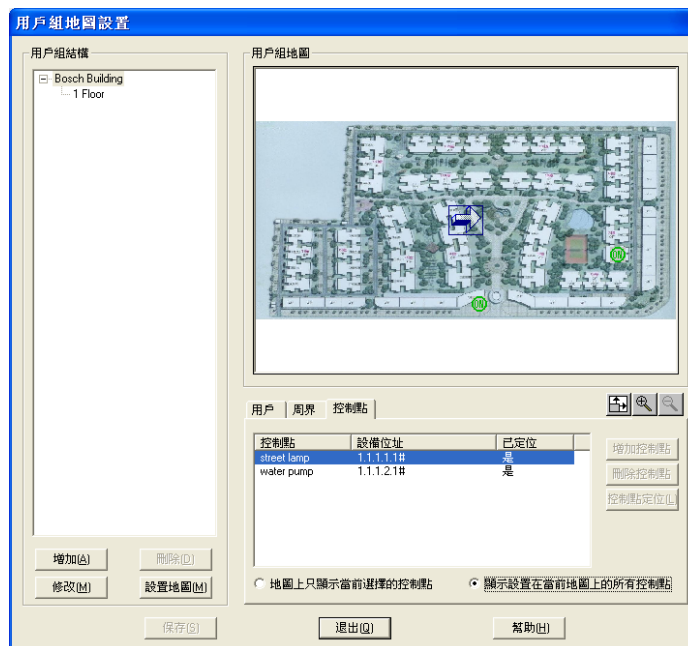 用戶組地圖設置
用戶組結構
Bosch Building
1 Floor
增加(A)
刪除(D)
修改(M)
設置地圖(M)
用戶組地圖
ON
ON
用戶
周界
控制點
控制點 設備位址 已定位
street lamp 1.1.1.1.1# 是
water pump 1.1.1.2.1# 是
增加控制點
刪除控制點
控制點定位(L)
地圖上只顯示當前選擇的控制點
顯示設置在當前地圖上的所有控制點
保存(S)
退出(Q)
幫助(H)